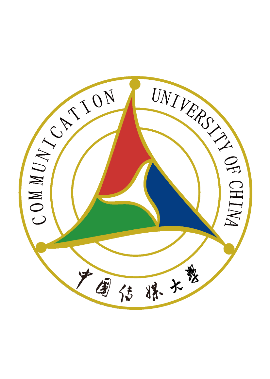 COMMUNICATION UNIVERSITY OF CHINA
中国传媒大学